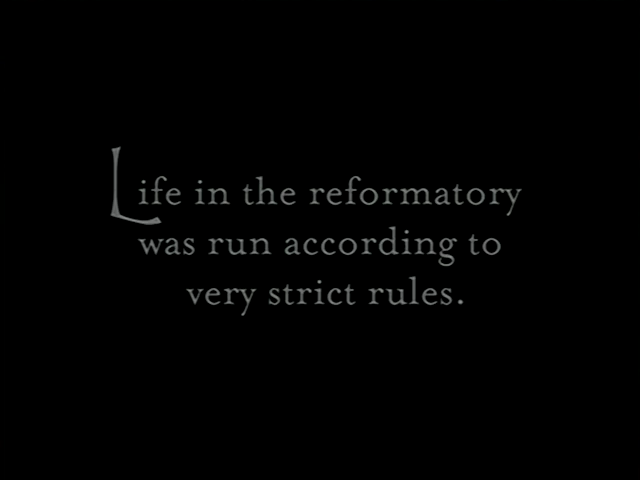 Life in the reformatory
was run according to
very strict rules.